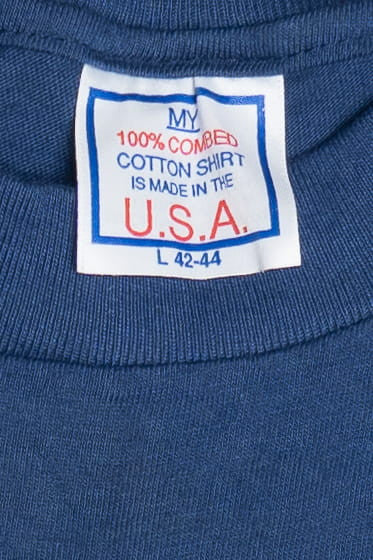 MY
100% COMBED
COTTON SHIRT
IS MADE IN THE
U.S.A.
L 42-44